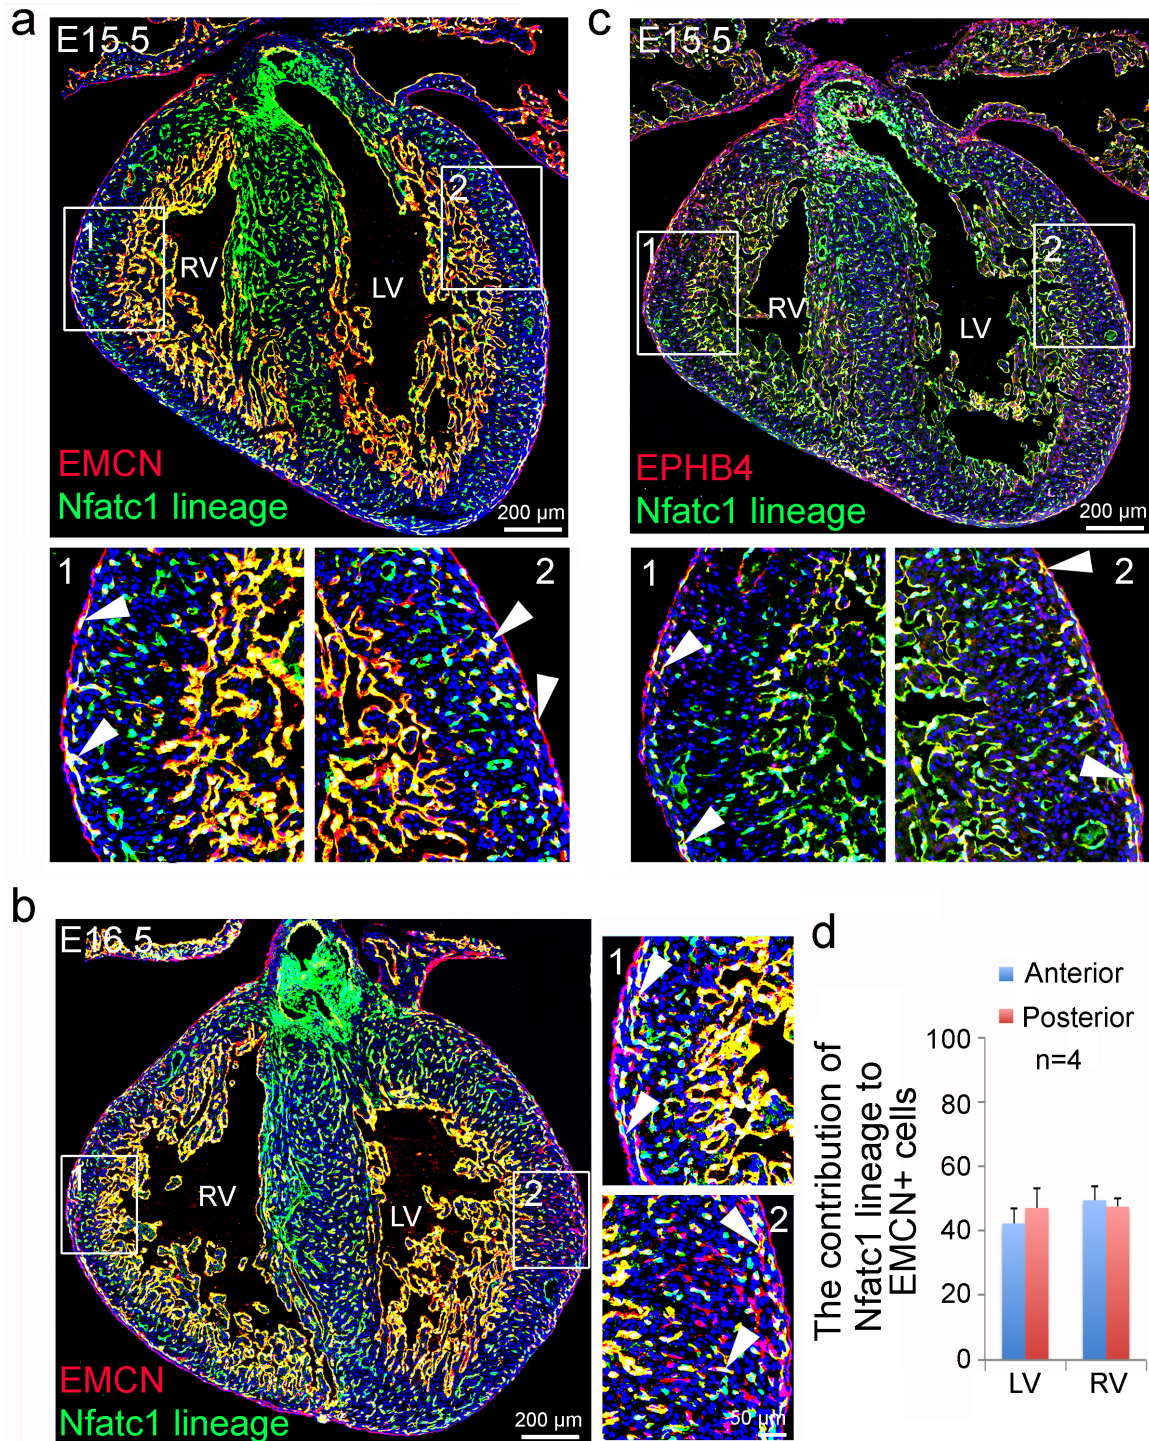 a
E15.5
1
2
RV
LV
EMCN
Nfatc1 lineage
200 µm
1
2
c
E15.5
1
2
RV
LV
EPHB4
Nfatc1 lineage
200 µm
1
2
b
E16.5
1
2
RV
LV
EMCN
Nfatc1 lineage
200 µm
1
2
50 µm
d
Anterior
Posterior
n=4
The contribution of
Nfatc1 lineage to
EMCN+ cells
100
80
60
40
20
0
LV
RV